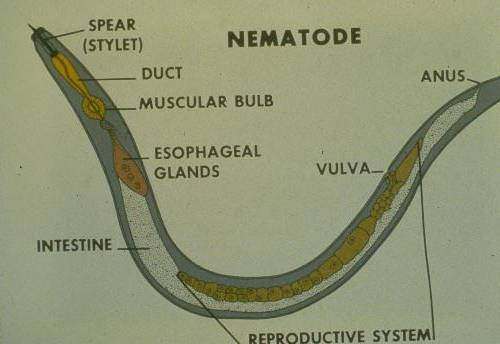 SPEAR
(STYLET)
NEMATODE
DUCT
ANUS
MUSCULAR BULB
ESOPHAGEAL
GLANDS
VULVA
INTESTINE
REPRODUCTIVE SYSTEM